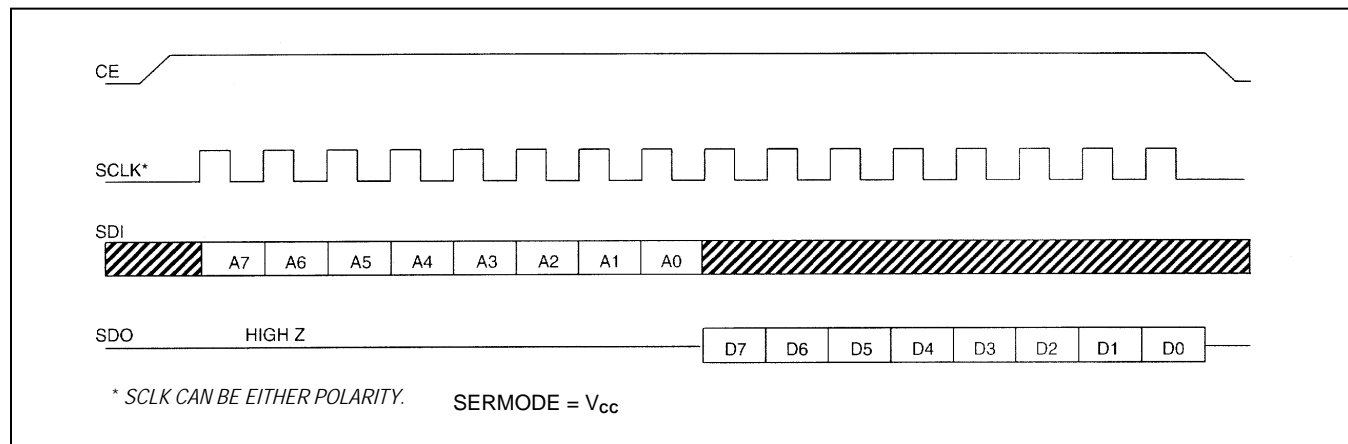 CE
SCLK*
SDI
A7 A6 A5 A4 A3 A2 A1 A0
SDO HIGH Z D7 D6 D5 D4 D3 D2 D1 D0
* SCLK CAN BE EITHER POLARITY. SERMODE = Vcc